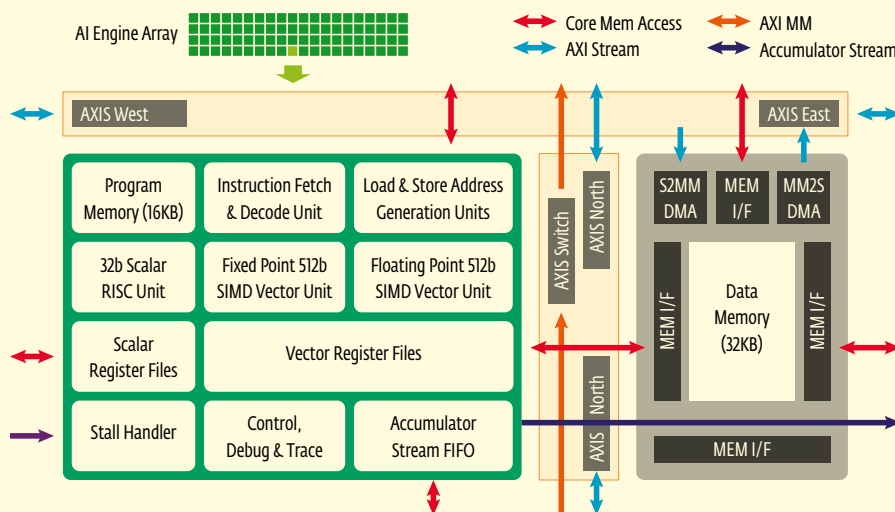 AI Engine Array
Core Mem Access
AXI MM
AXI Stream
Accumulator Stream
AXIS West
AXIS East
Program
Memory (16KB)
Instruction Fetch
& Decode Unit
Load & Store Address
Generation Units
32b Scalar
RISC Unit
Fixed Point 512b
SIMD Vector Unit
Floating Point 512b
SIMD Vector Unit
Scalar
Register Files
Vector Register Files
Stall Handler
Control,
Debug & Trace
Accumulator
Stream FIFO
AXIS Switch
AXIS North
AXIS North
S2MM
DMA
MEM
I/F
MM2S
DMA
MEM I/F
Data
Memory
(32KB)
MEM I/F
MEM I/F